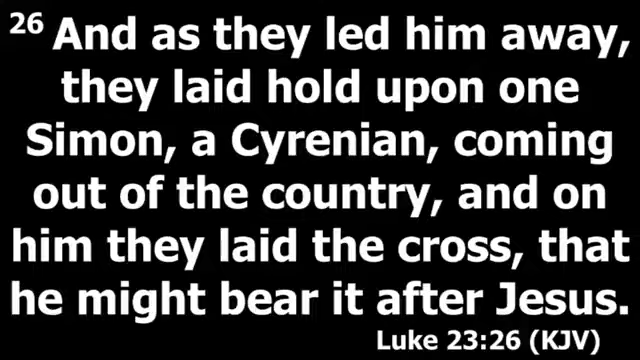 26 And as they led him away,
they laid hold upon one
Simon, a Cyrenian, coming
out of the country, and on
him they laid the cross, that
he might bear it after Jesus.
Luke 23:26 (KJV)